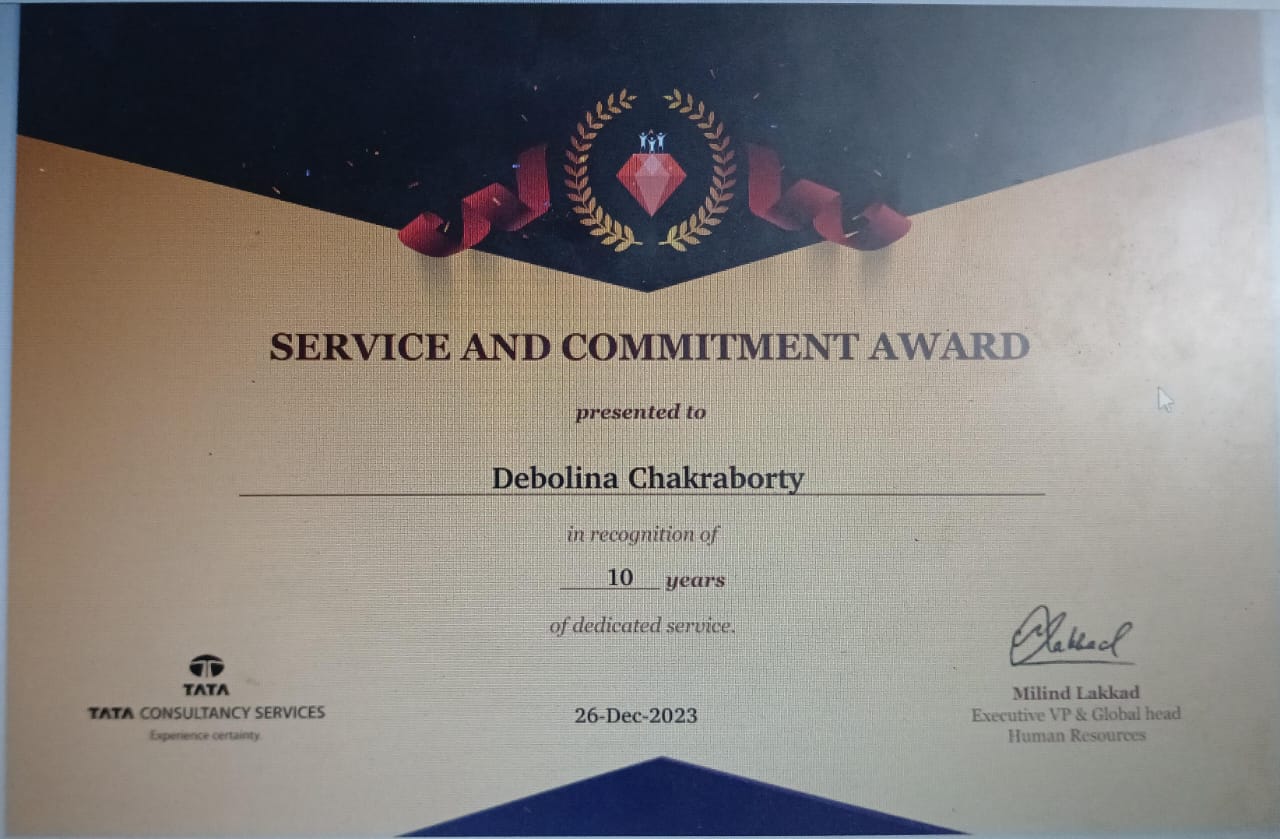 SERVICE AND COMMITMENT AWARD
presented to
Debolina Chakraborty
in recognition of
10 years
of dedicated service.
TATA
TATA CONSULTANCY SERVICES
Experience certainty.
26-Dec-2023
Lakkad
Milind Lakkad
Executive VP & Global head
Human Resources